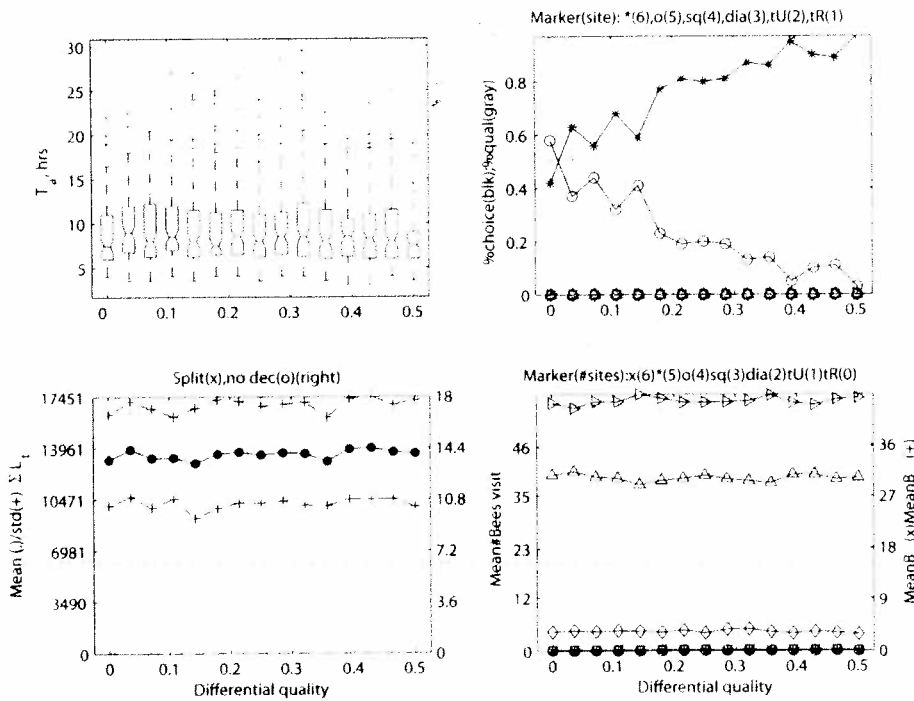 Marker(site): *(6),o(5),sq(4),dia(3),tU(2),tR(1)
30
25
20
15
10
5
T_a, hrs
0 0.1 0.2 0.3 0.4 0.5
0.8
0.6
0.4
0.2
0
%choice(blk),%qual(gray)
0 0.1 0.2 0.3 0.4 0.5
Split(x),no dec(o)(right)
17451
13961
10471
6981
3490
0
Mean (.)/std(+) Σ L_t
18
14.4
10.8
7.2
3.6
0
0 0.1 0.2 0.3 0.4 0.5
Differential quality
Marker(#sites):x(6)*(5)o(4)sq(3)dia(2)tU(1)tR(0)
46
35
23
12
0
Mean#Bees visit
36
27
18
9
0
(x)MeanB (+)
MeanB
0 0.1 0.2 0.3 0.4 0.5
Differential quality